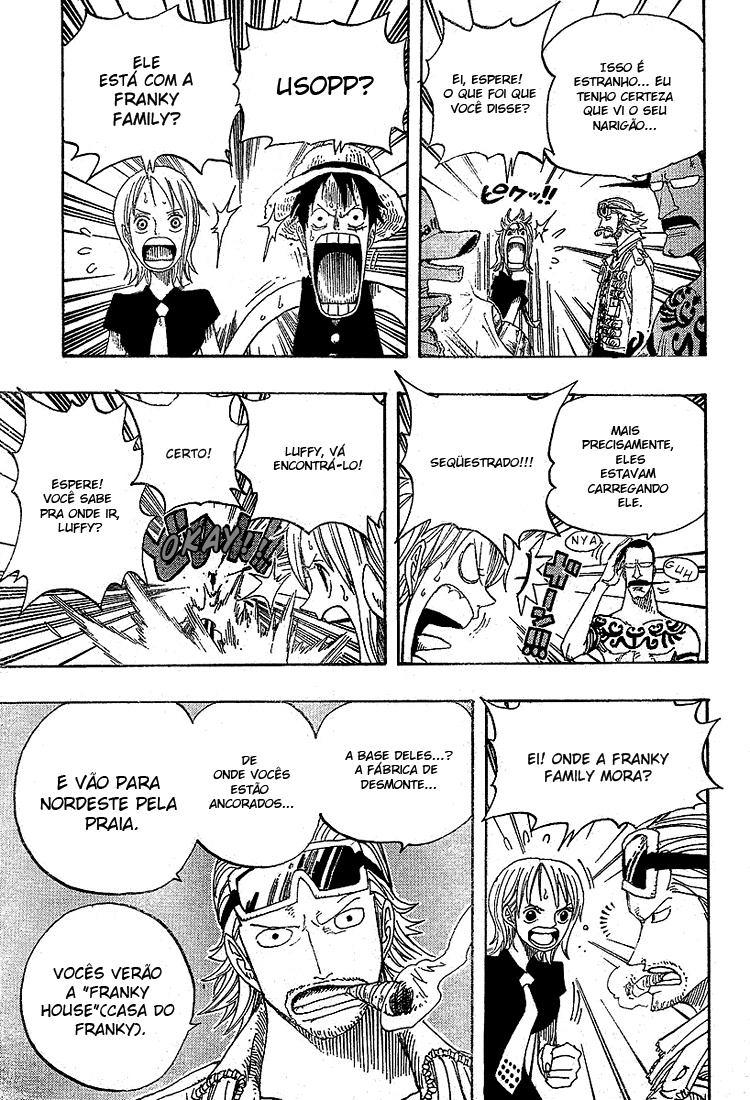 ISSO É
ESTRANHO... EU
TENHO CERTEZA
QUE VI O SEU
NARIGÃO...
EI, ESPERE!
O QUE FOI QUE
VOCÊ DISSE?
ピクッ!!
USOPP?
ELE
ESTÁ COM A
FRANKY
FAMILY?
MAIS
PRECISAMENTE,
ELES
ESTAVAM
CARREGANDO
ELE.
NYA
GUH
SEQÜESTRADO!!!
LUFFY, VÁ
ENCONTRÁ-LO!
CERTO!
OKAY!!!
ESPERE!
VOCÊ SABE
PRA ONDE IR,
LUFFY?
EI! ONDE A FRANKY
FAMILY MORA?
A BASE DELES...?
A FÁBRICA DE
DESMONTE...
DE
ONDE VOCÊS
ESTÃO
ANCORADOS...
E VÃO PARA
NORDESTE PELA
PRAIA.
VOCÊS VERÃO
A "FRANKY
HOUSE"(CASA DO
FRANKY).